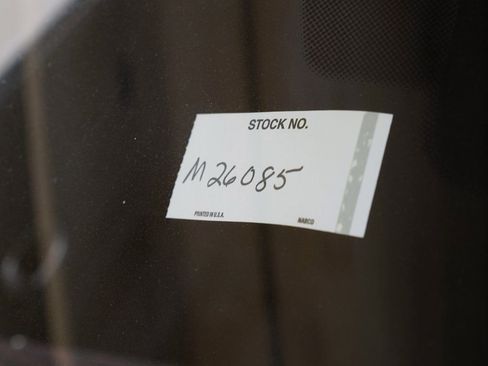 STOCK NO.
M26085
PRINTED IN U.S.A. NABCO